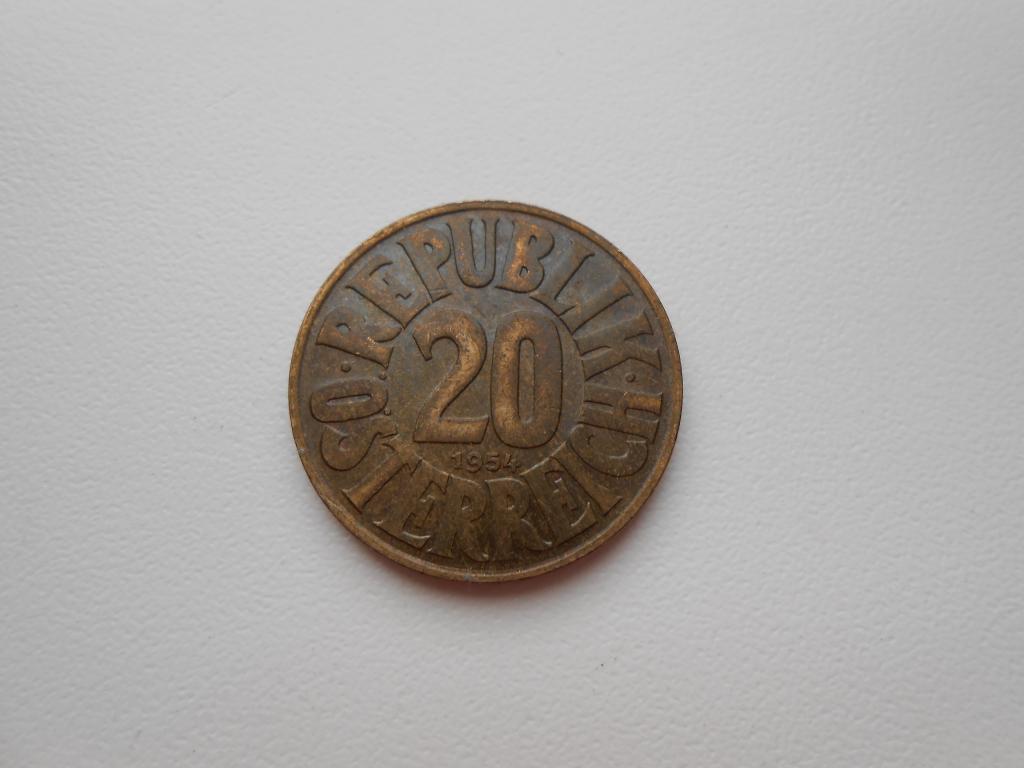 REPUBLIK
20
1954
ÖSTERREICH